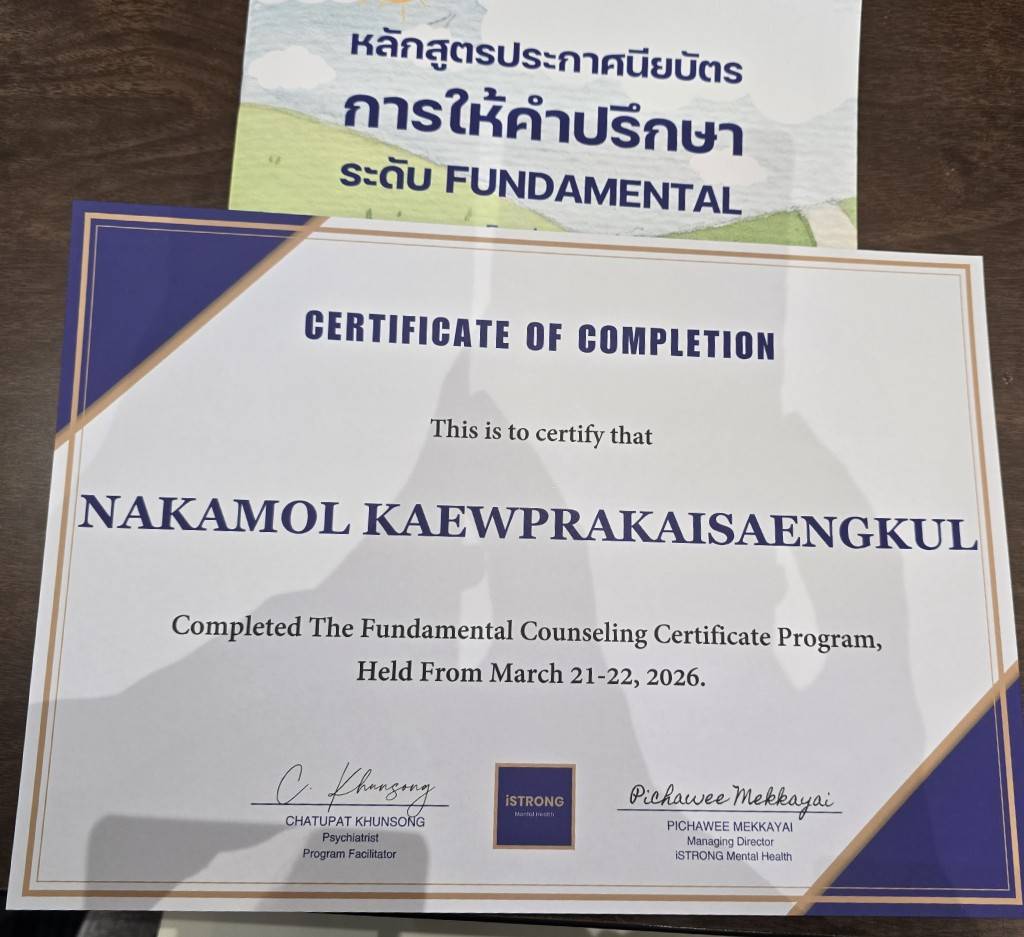 หลักสูตรประกาศนียบัตร
การให้คำปรึกษา
ระดับ FUNDAMENTAL
CERTIFICATE OF COMPLETION
This is to certify that
NAKAMOL KAEWPRAKAISAENGKUL
Completed The Fundamental Counseling Certificate Program,
Held From March 21-22, 2026.
C. Khunsong
CHATUPAT KHUNSONG
Psychiatrist
Program Facilitator
iSTRONG
Mental Health
Pichawee Mekkayai
PICHAWEE MEKKAYAI
Managing Director
iSTRONG Mental Health